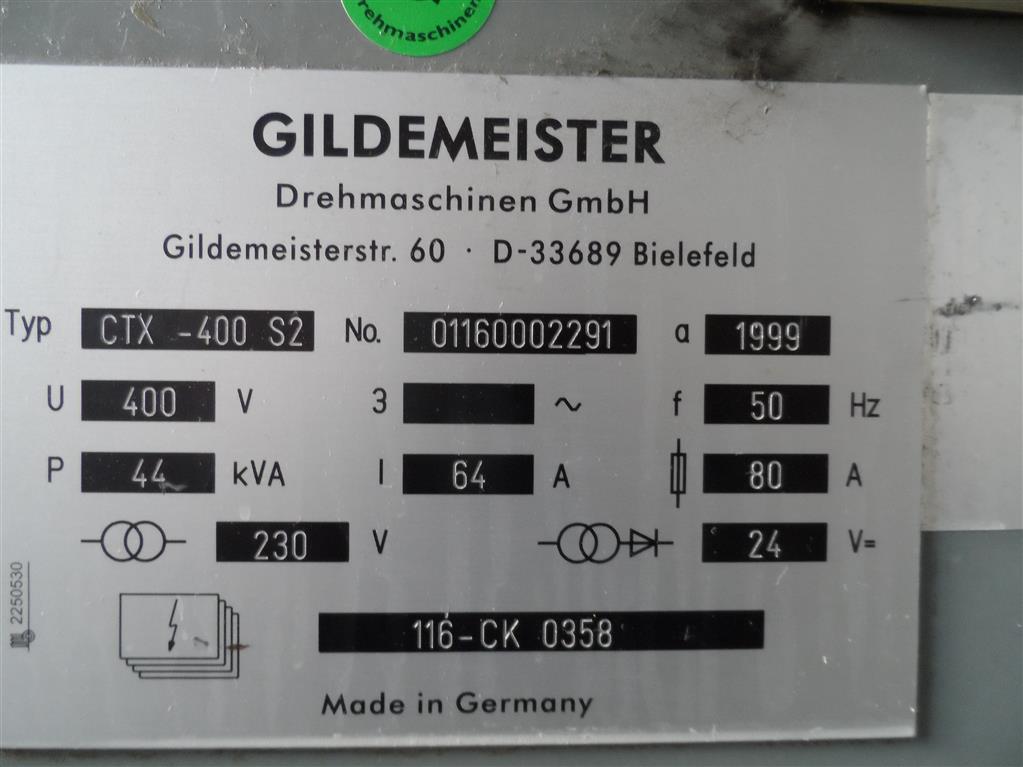 Drehmaschinen
GILDEMEISTER
Drehmaschinen GmbH
Gildemeisterstr. 60 · D-33689 Bielefeld
Typ CTX -400 S2 No. 01160002291 a 1999
U 400 V 3 ~ f 50 Hz
P 44 kVA I 64 A 80 A
230 V 24 V=
2250530
116-CK 0358
Made in Germany